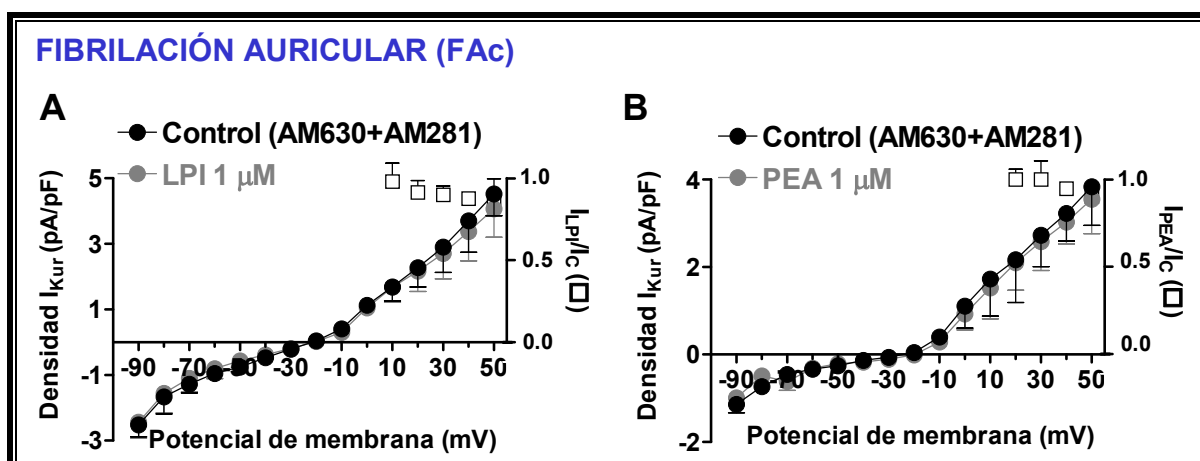 FIBRILACIÓN AURICULAR (FAc)
A
Control (AM630+AM281)
LPI 1 μM
5
3
1
-1
-3
Densidad IKur (pA/pF)
1.0
0.5
0.0
ILPI/IC (□)
-90 -70 -50 -30 -10 10 30 50
Potencial de membrana (mV)
B
Control (AM630+AM281)
PEA 1 μM
4
2
0
-2
Densidad IKur (pA/pF)
1.0
0.5
0.0
IPEA/IC (□)
-90 -70 -50 -30 -10 10 30 50
Potencial de membrana (mV)